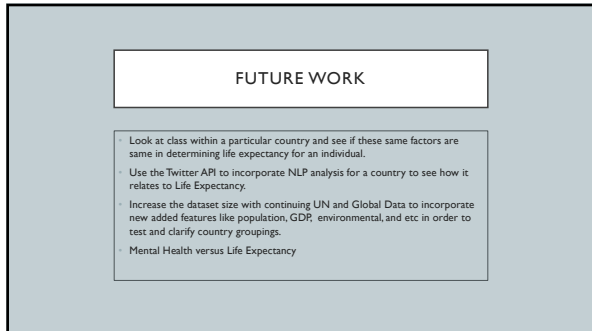 FUTURE WORK
Look at class within a particular country and see if these same factors are
same in determining life expectancy for an individual.
Use the Twitter API to incorporate NLP analysis for a country to see how it
relates to Life Expectancy.
Increase the dataset size with continuing UN and Global Data to incorporate
new added features like population, GDP, environmental, and etc in order to
test and clarify country groupings.
Mental Health versus Life Expectancy